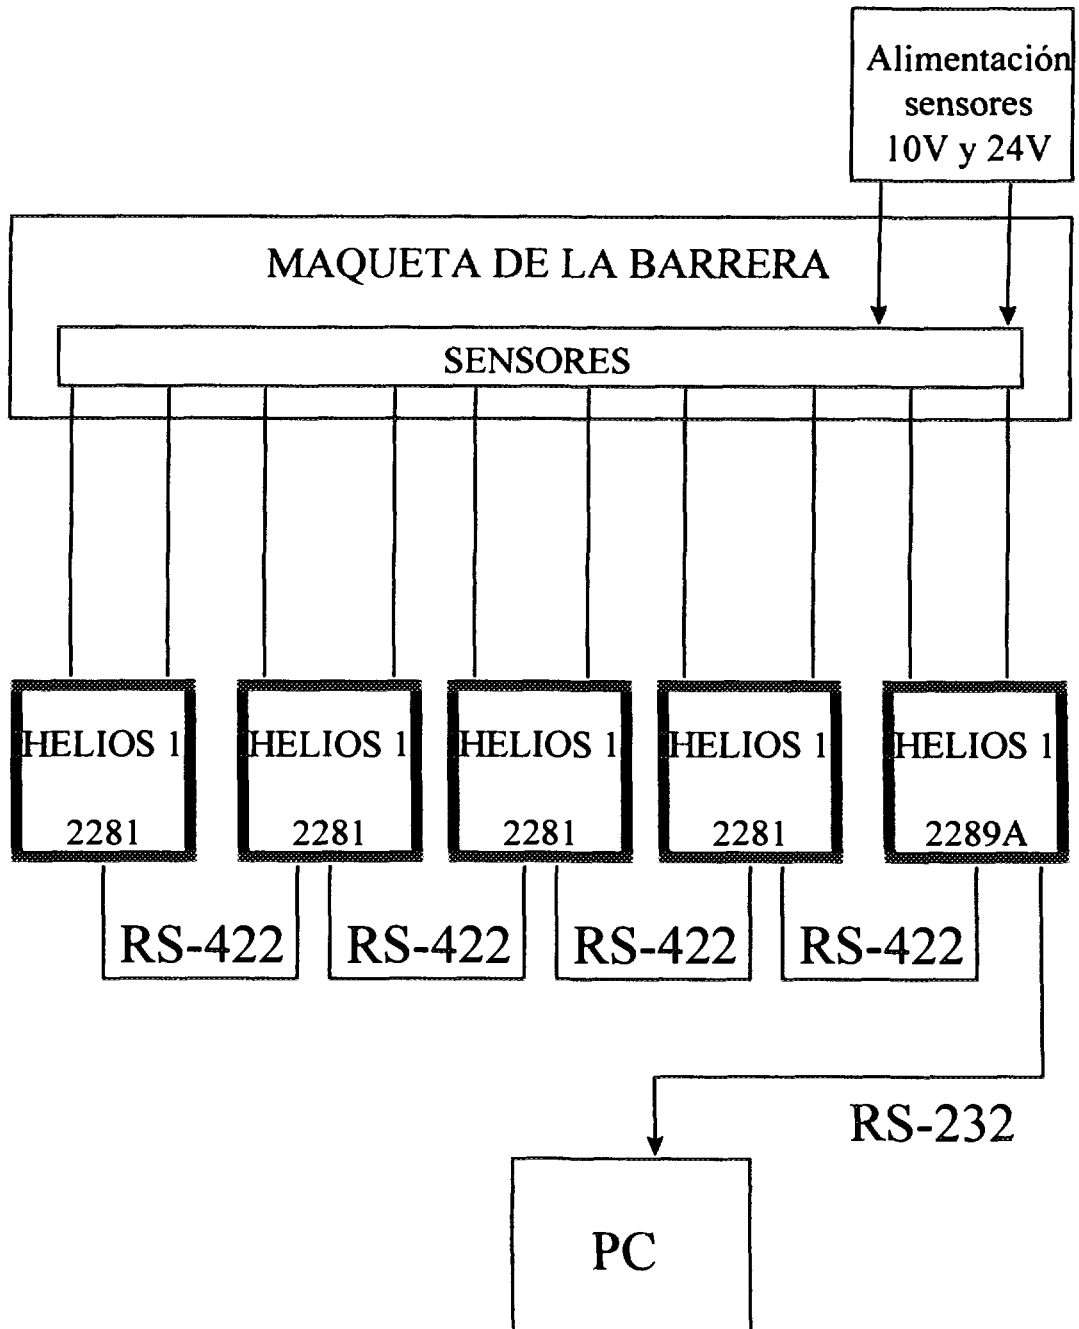 Alimentación
sensores
10V y 24V
MAQUETA DE LA BARRERA
SENSORES
HELIOS 1
2281
HELIOS 1
2281
HELIOS 1
2281
HELIOS 1
2281
HELIOS 1
2289A
RS-422
RS-422
RS-422
RS-422
RS-232
PC